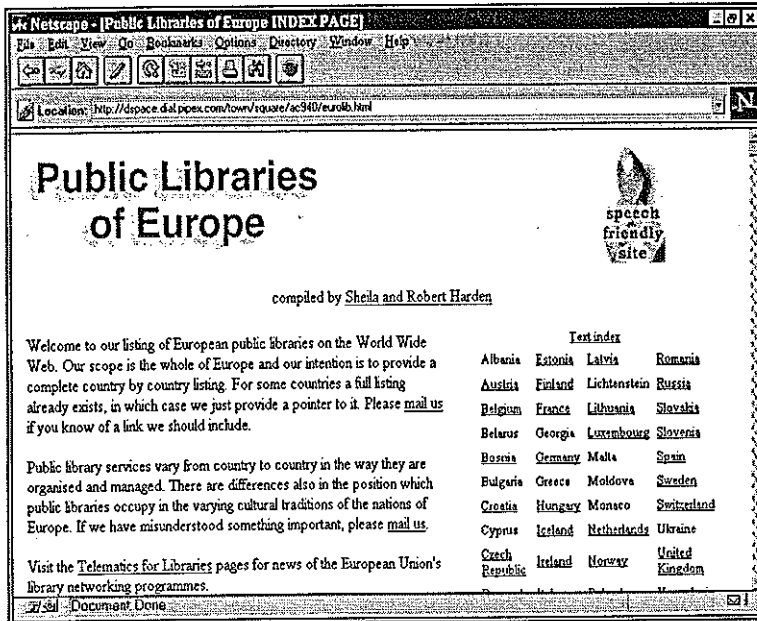 Netscape - [Public Libraries of Europe INDEX PAGE]
File Edit View Go Bookmarks Options Directory Window Help
Location: http://dspace.dial.pipex.com/town/square/ac940/eurolib.html
N
Public Libraries
of Europe
speech
friendly
site
compiled by Sheila and Robert Harden
Welcome to our listing of European public libraries on the World Wide
Web. Our scope is the whole of Europe and our intention is to provide a
complete country by country listing. For some countries a full listing
already exists, in which case we just provide a pointer to it. Please mail us
if you know of a link we should include.
Public library services vary from country to country in the way they are
organised and managed. There are differences also in the position which
public libraries occupy in the varying cultural traditions of the nations of
Europe. If we have misunderstood something important, please mail us.
Visit the Telematics for Libraries pages for news of the European Union's
library networking programmes.
Text index
Albania Estonia Latvia Romania
Austria Finland Lichtenstein Russia
Belgium France Lithuania Slovakia
Belarus Georgia Luxembourg Slovenia
Bosnia Germany Malta Spain
Bulgaria Greece Moldova Sweden
Croatia Hungary Monaco Switzerland
Cyprus Iceland Netherlands Ukraine
Czech Republic Ireland Norway United Kingdom
Document Done